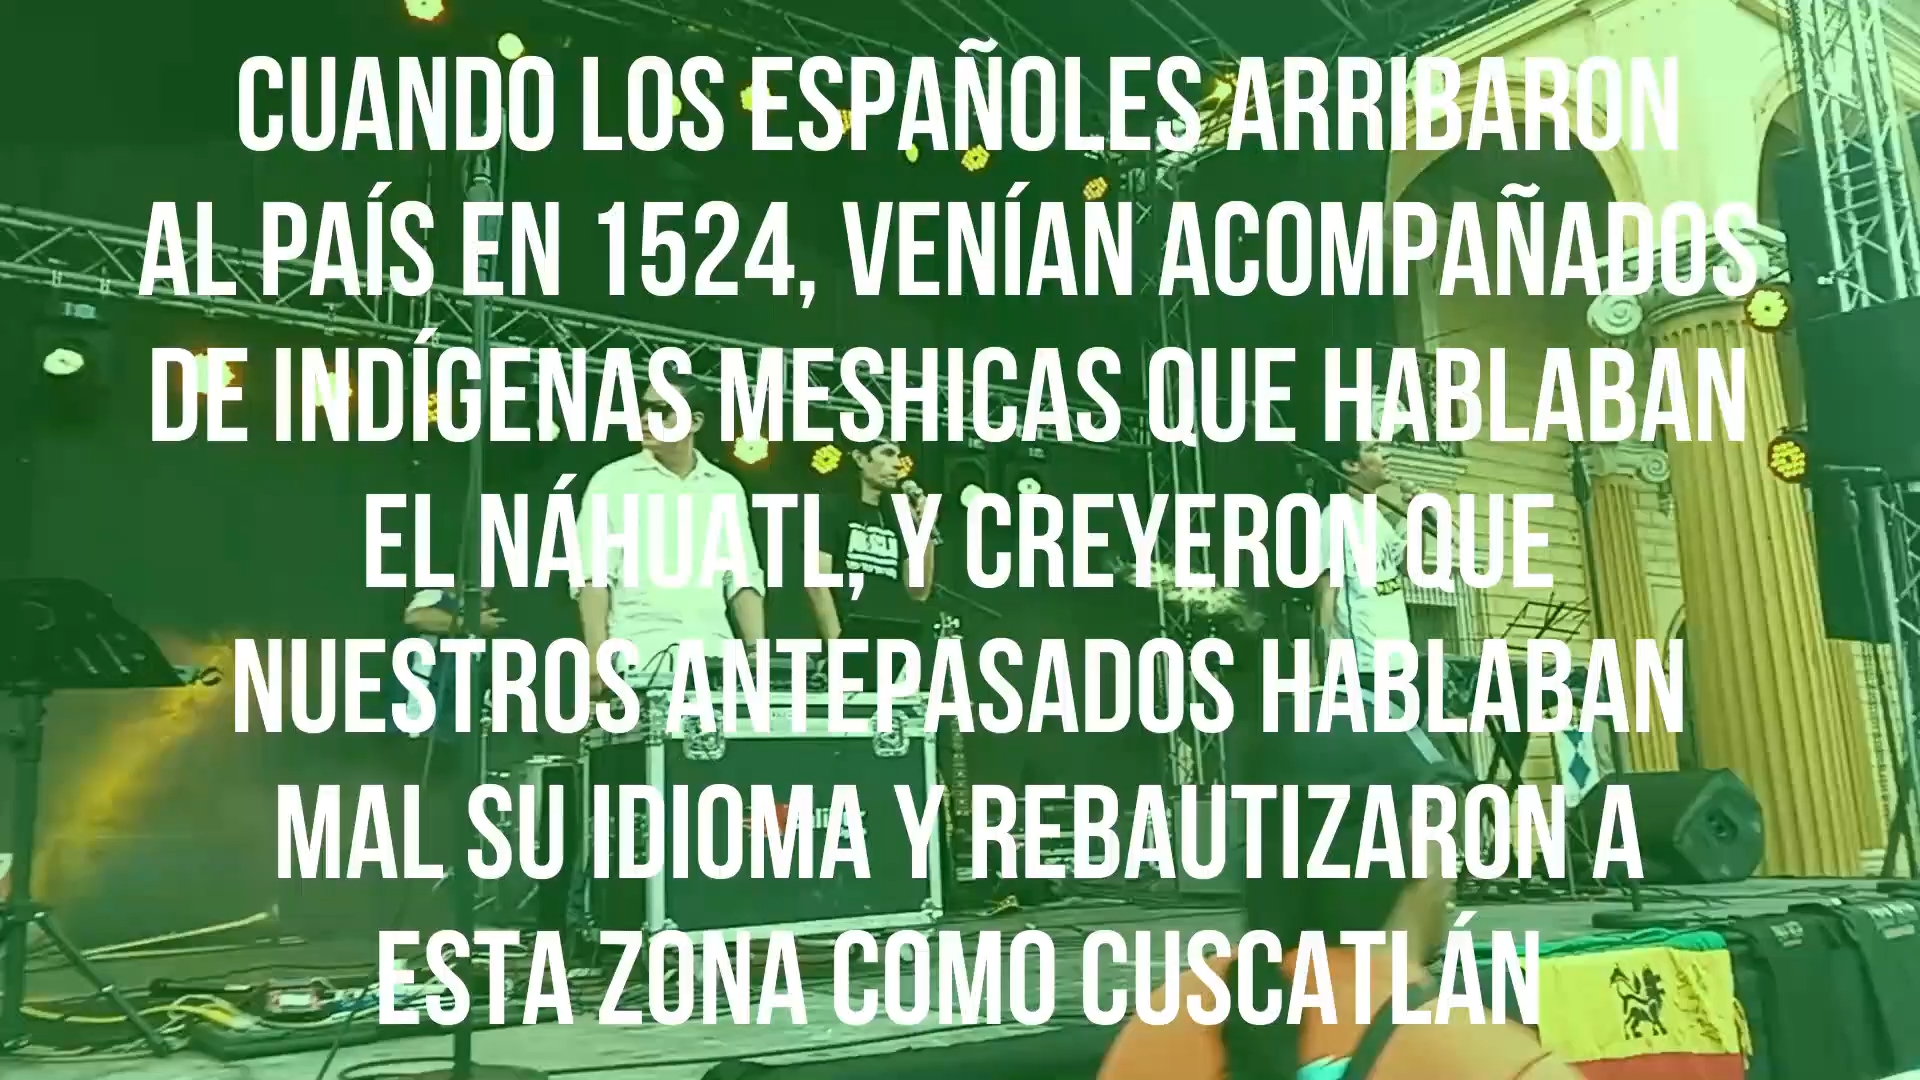 CUANDO LOS ESPAÑOLES ARRIBARON
AL PAÍS EN 1524, VENÍAN ACOMPAÑADOS
DE INDÍGENAS MESHICAS QUE HABLABAN
EL NÁHUATL, Y CREYERON QUE
NUESTROS ANTEPASADOS HABLABAN
MAL SU IDIOMA Y REBAUTIZARON A
ESTA ZONA COMO CUSCATLÁN